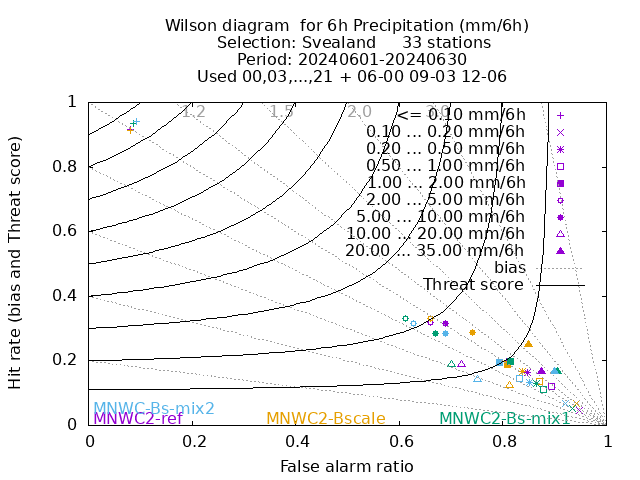 Wilson diagram  for 6h Precipitation (mm/6h)
Selection: Svealand     33 stations
Period: 20240601-20240630
Used 00,03,...,21 + 06-00 09-03 12-06
1.2 1.5 2.0 3.0
<= 0.10 mm/6h
0.10 ... 0.20 mm/6h
0.20 ... 0.50 mm/6h
0.50 ... 1.00 mm/6h
1.00 ... 2.00 mm/6h
2.00 ... 5.00 mm/6h
5.00 ... 10.00 mm/6h
10.00 ... 20.00 mm/6h
20.00 ... 35.00 mm/6h
bias
Threat score
1
0.8
0.6
0.4
0.2
0
Hit rate (bias and Threat score)
MNWC-Bs-mix2
MNWC2-ref MNWC2-Bscale MNWC2-Bs-mix1
0 0.2 0.4 0.6 0.8 1
False alarm ratio